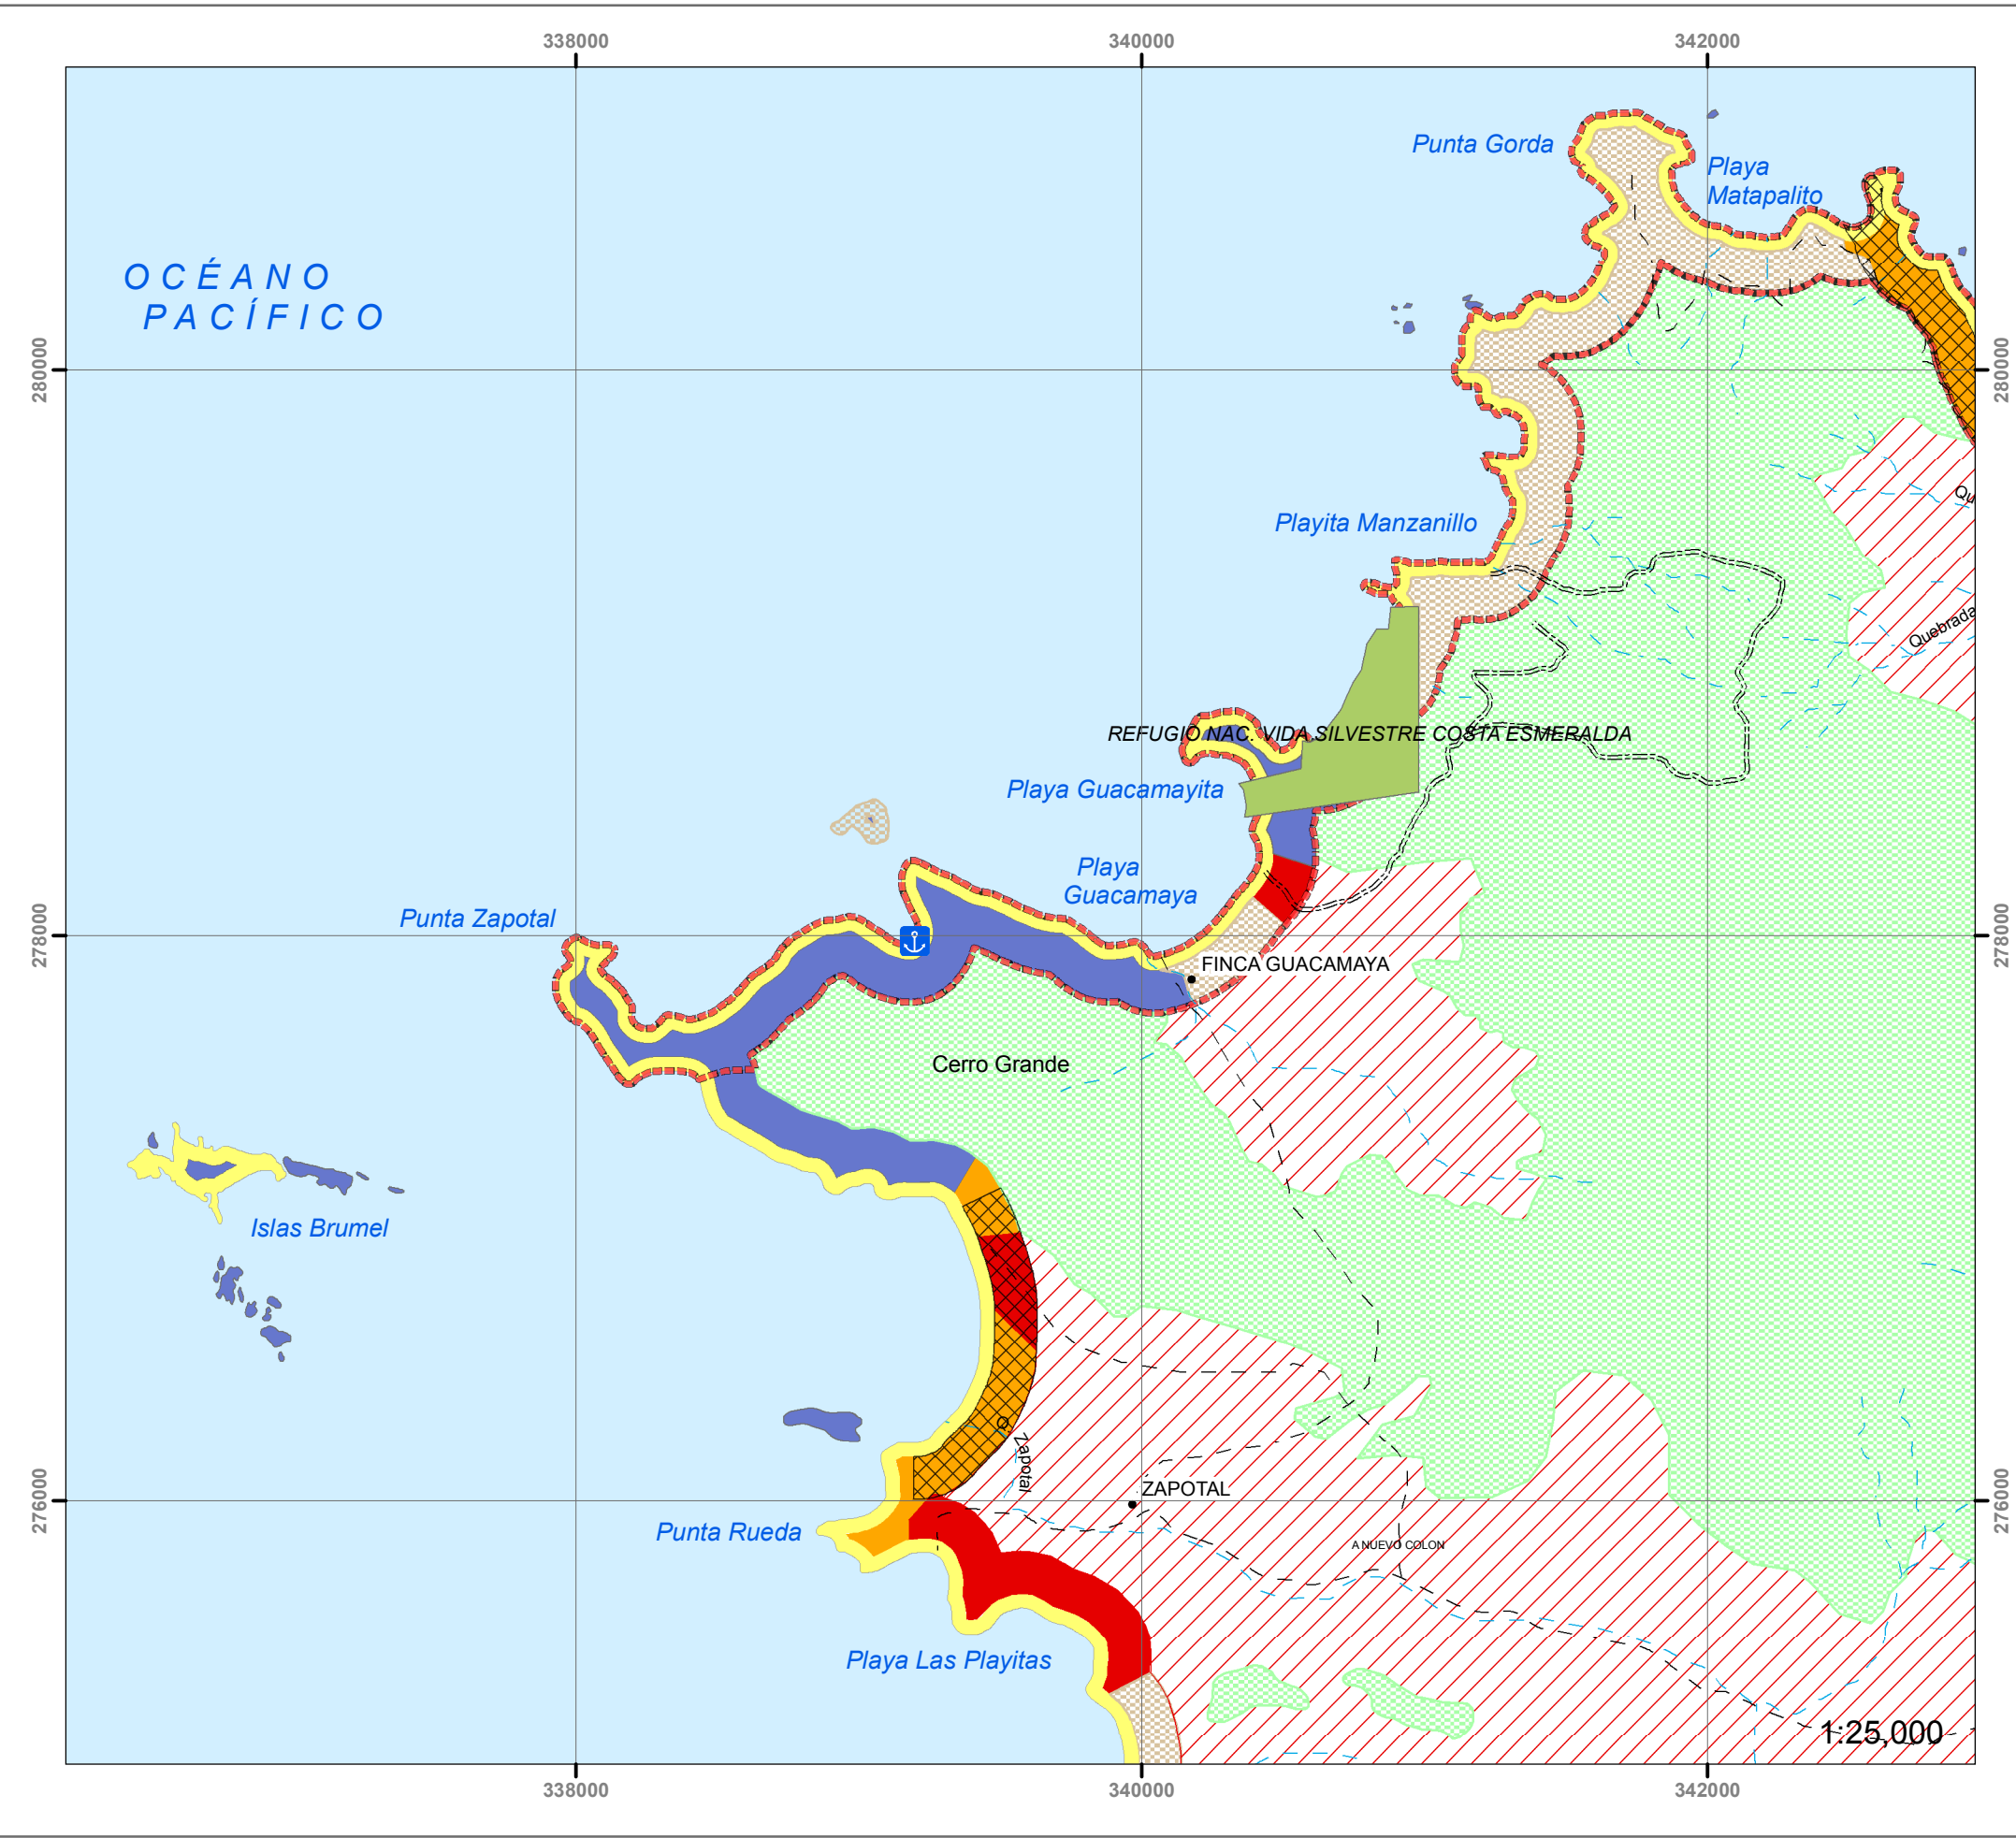 338000
340000
342000
Punta Gorda
Playa
Matapalito
OCÉANO
PACÍFICO
280000
280000
Qu
Playita Manzanillo
Quebrada
REFUGIO NAC. VIDA SILVESTRE COSTA ESMERALDA
Playa Guacamayita
Playa
Guacamaya
Punta Zapotal
278000
278000
FINCA GUACAMAYA
Cerro Grande
Islas Brumel
Q. Zapotal
ZAPOTAL
276000
276000
Punta Rueda
A NUEVO COLON
Playa Las Playitas
1:25,000
338000
340000
342000